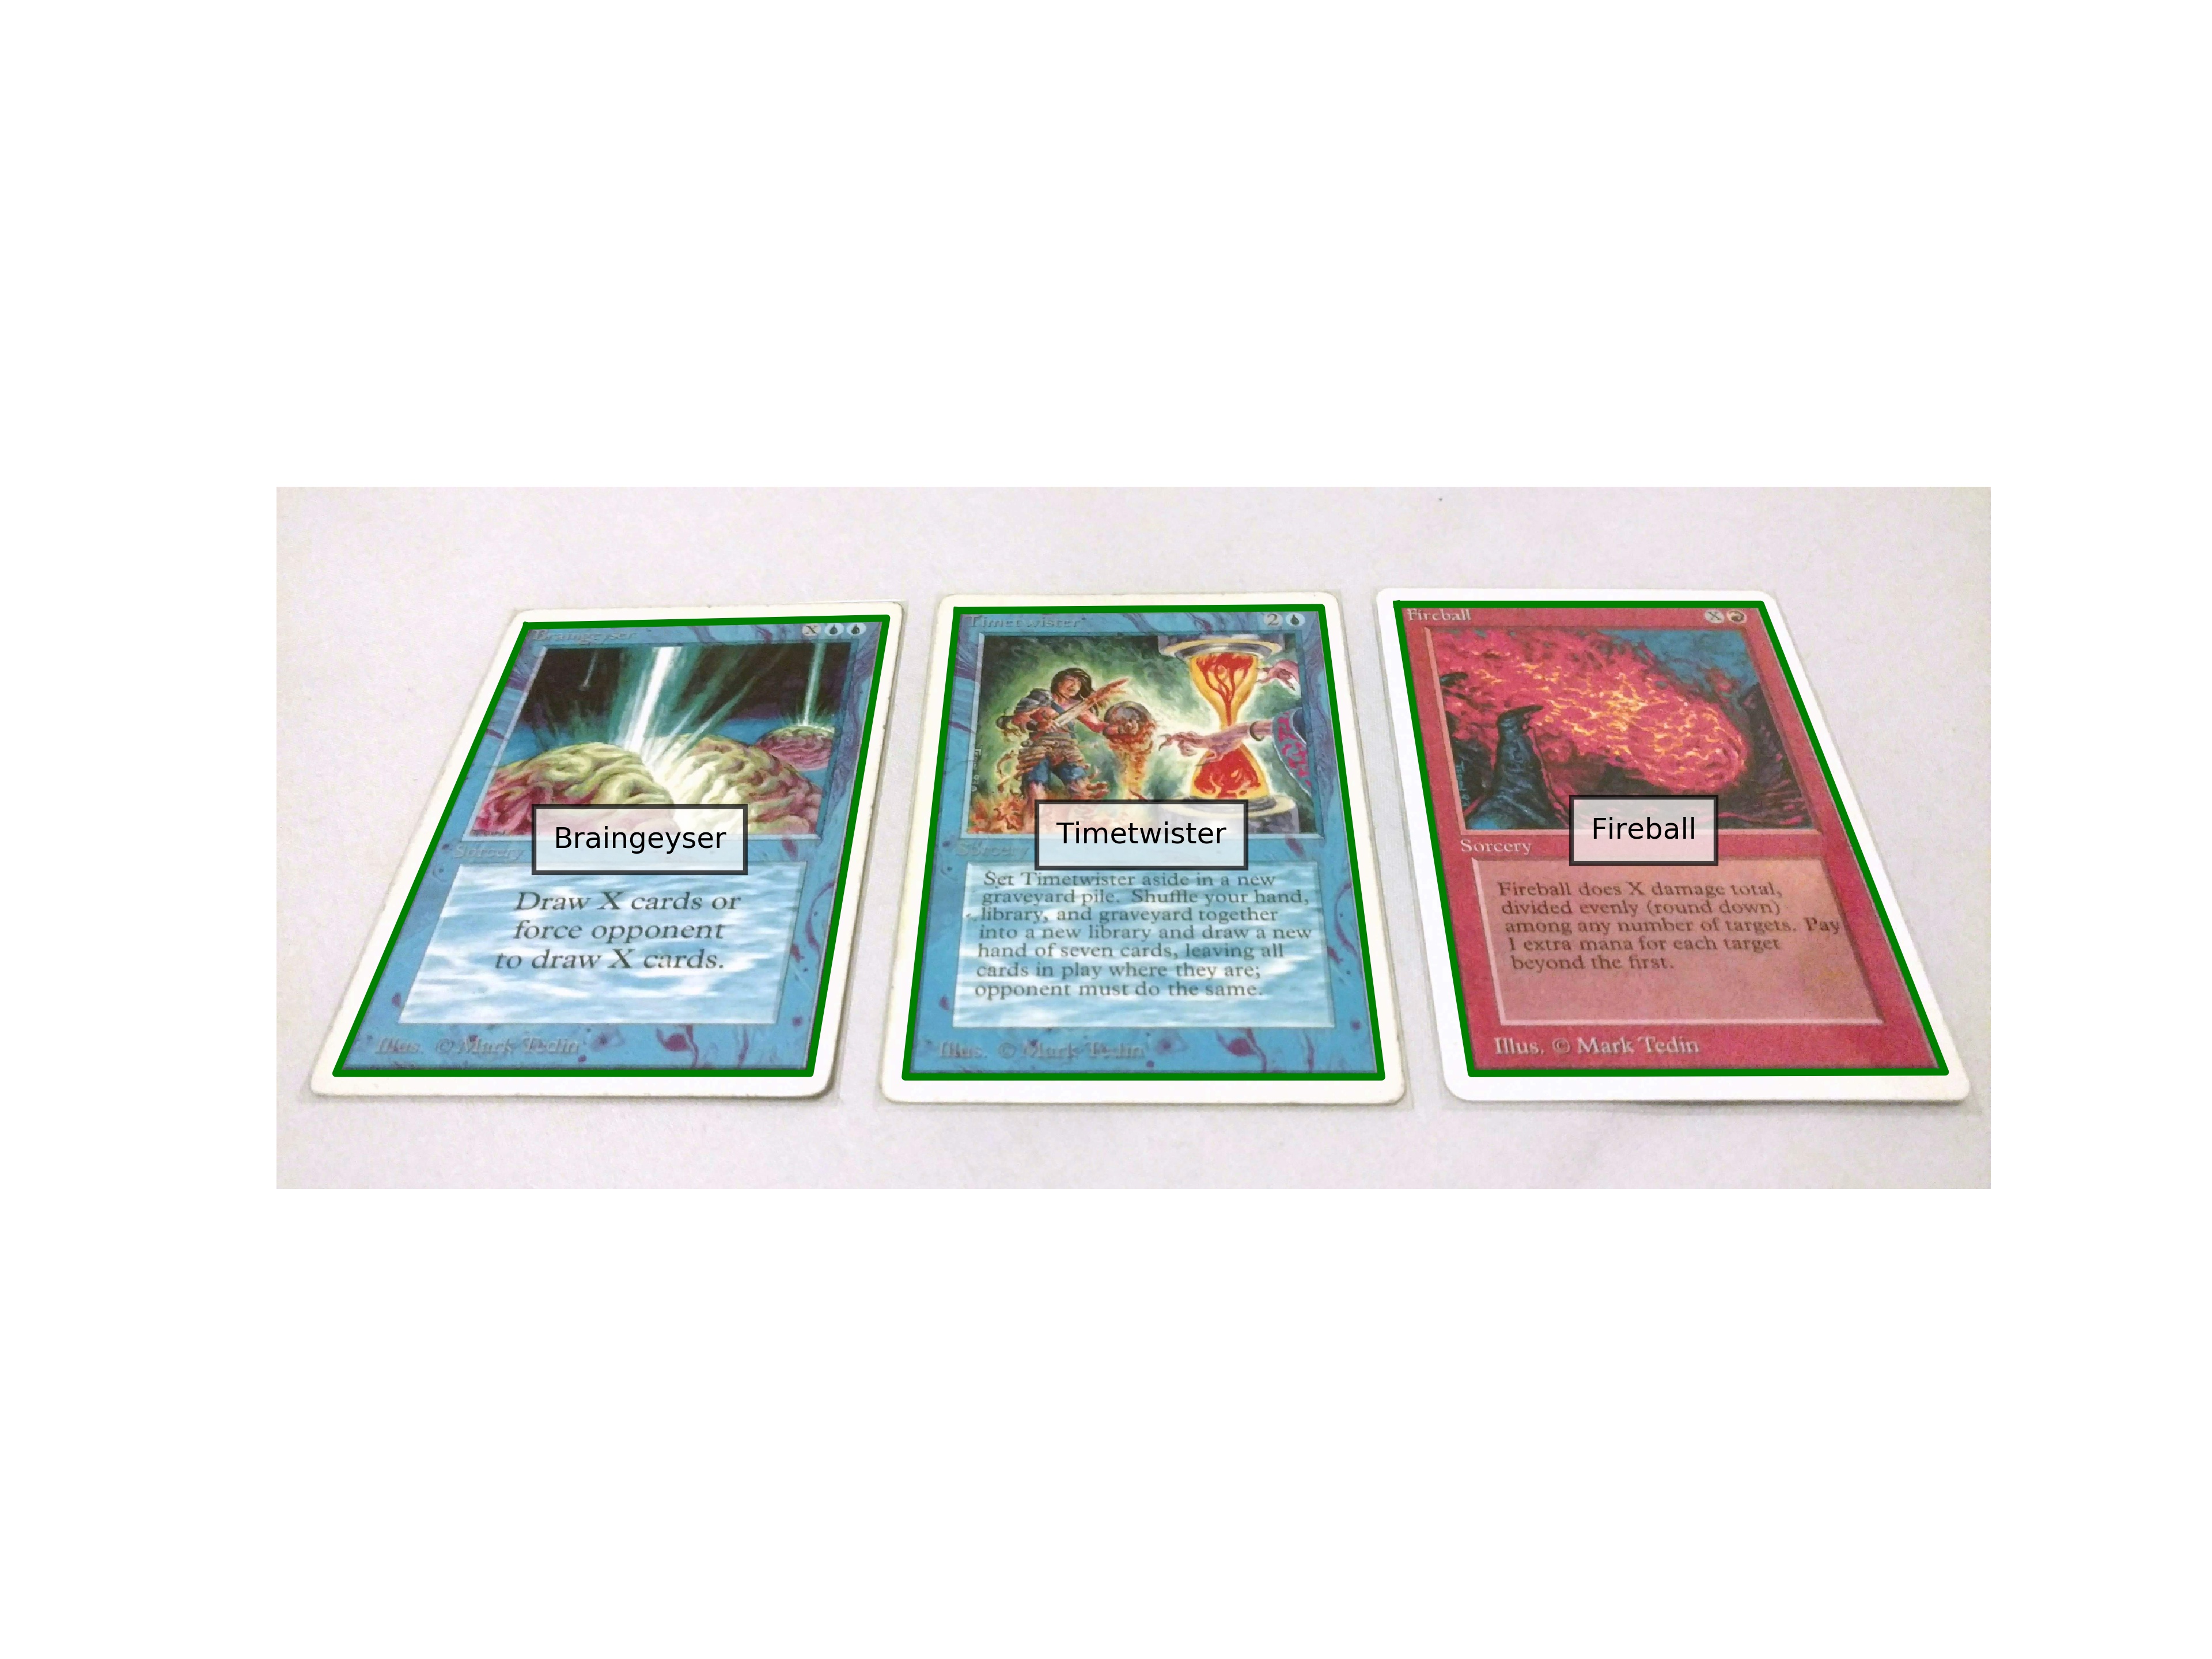 Braingeyser
X
Braingeyser
Sorcery
Draw X cards or
force opponent
to draw X cards.
Illus. © Mark Tedin
Timetwister
2
Timetwister
Set Timetwister aside in a new
graveyard pile. Shuffle your hand,
library, and graveyard together
into a new library and draw a new
hand of seven cards, leaving all
cards in play where they are;
opponent must do the same.
Illus. © Mark Tedin
Fireball
X
Fireball
Sorcery
Fireball does X damage total,
divided evenly (round down)
among any number of targets. Pay
1 extra mana for each target
beyond the first.
Illus. © Mark Tedin